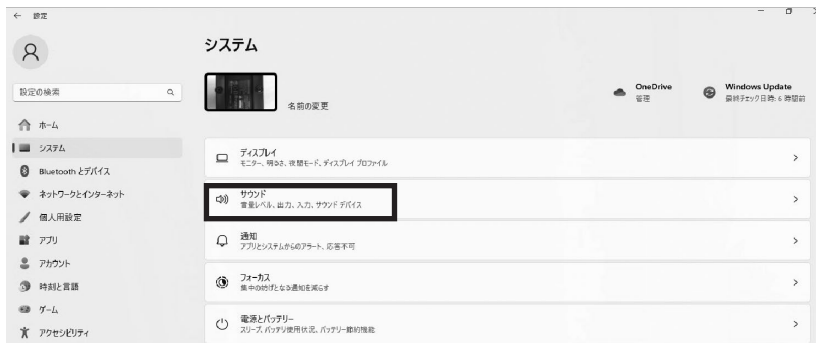 設定
システム
名前の変更
OneDrive
管理
Windows Update
最終チェック日時: 6 時間前
設定の検索
ホーム
システム
Bluetooth とデバイス
ネットワークとインターネット
個人用設定
アプリ
アカウント
時刻と言語
ゲーム
アクセシビリティ
ディスプレイ
モニター、明るさ、夜間モード、ディスプレイ プロファイル
サウンド
音量レベル、出力、入力、サウンド デバイス
通知
アプリとシステムからのアラート、応答不可
フォーカス
集中の妨げとなる通知を減らす
電源とバッテリー
スリープ、バッテリ使用状況、バッテリー節約機能